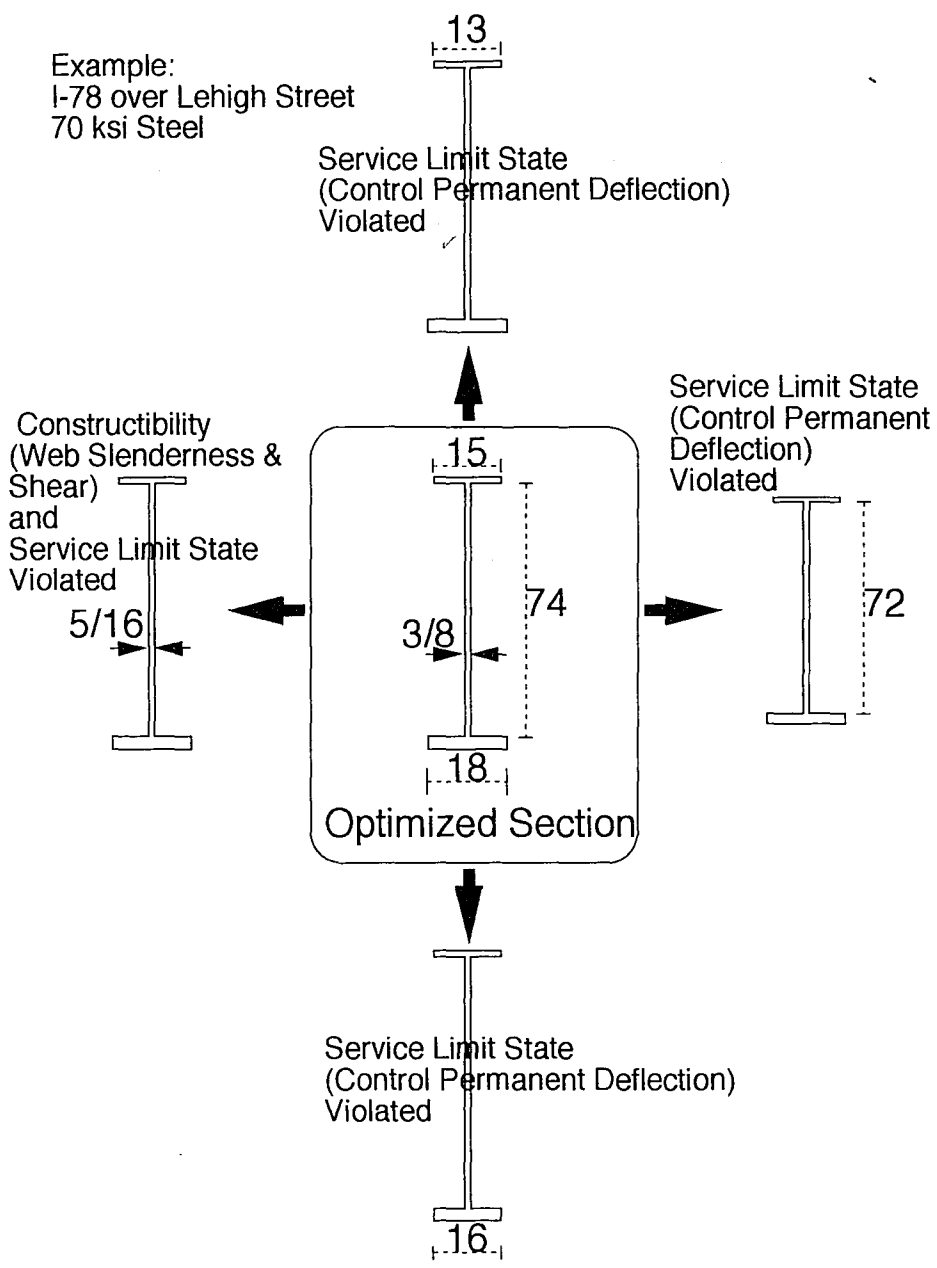 13
Example:
I-78 over Lehigh Street
70 ksi Steel
Service Limit State
(Control Permanent Deflection)
Violated
Service Limit State
(Control Permanent
Deflection)
Violated
72
Constructibility
(Web Slenderness &
Shear)
and
Service Limit State
Violated
5/16
15
74
3/8
18
Optimized Section
Service Limit State
(Control Permanent Deflection)
Violated
16